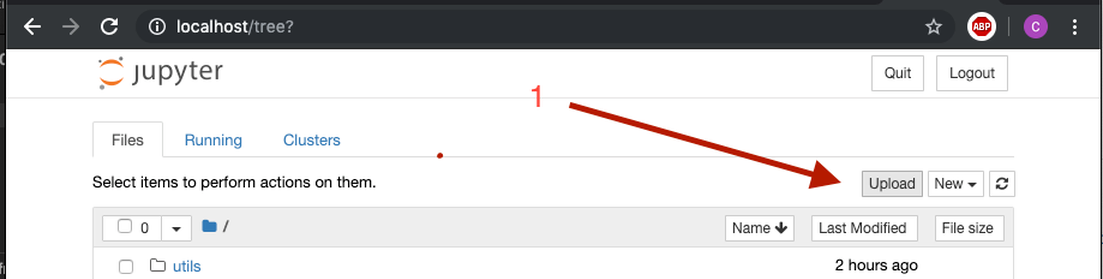 localhost/tree?
ABP
C
jupyter
Quit
Logout
1
Files
Running
Clusters
Select items to perform actions on them.
Upload
New
0
/
Name
Last Modified
File size
utils
2 hours ago